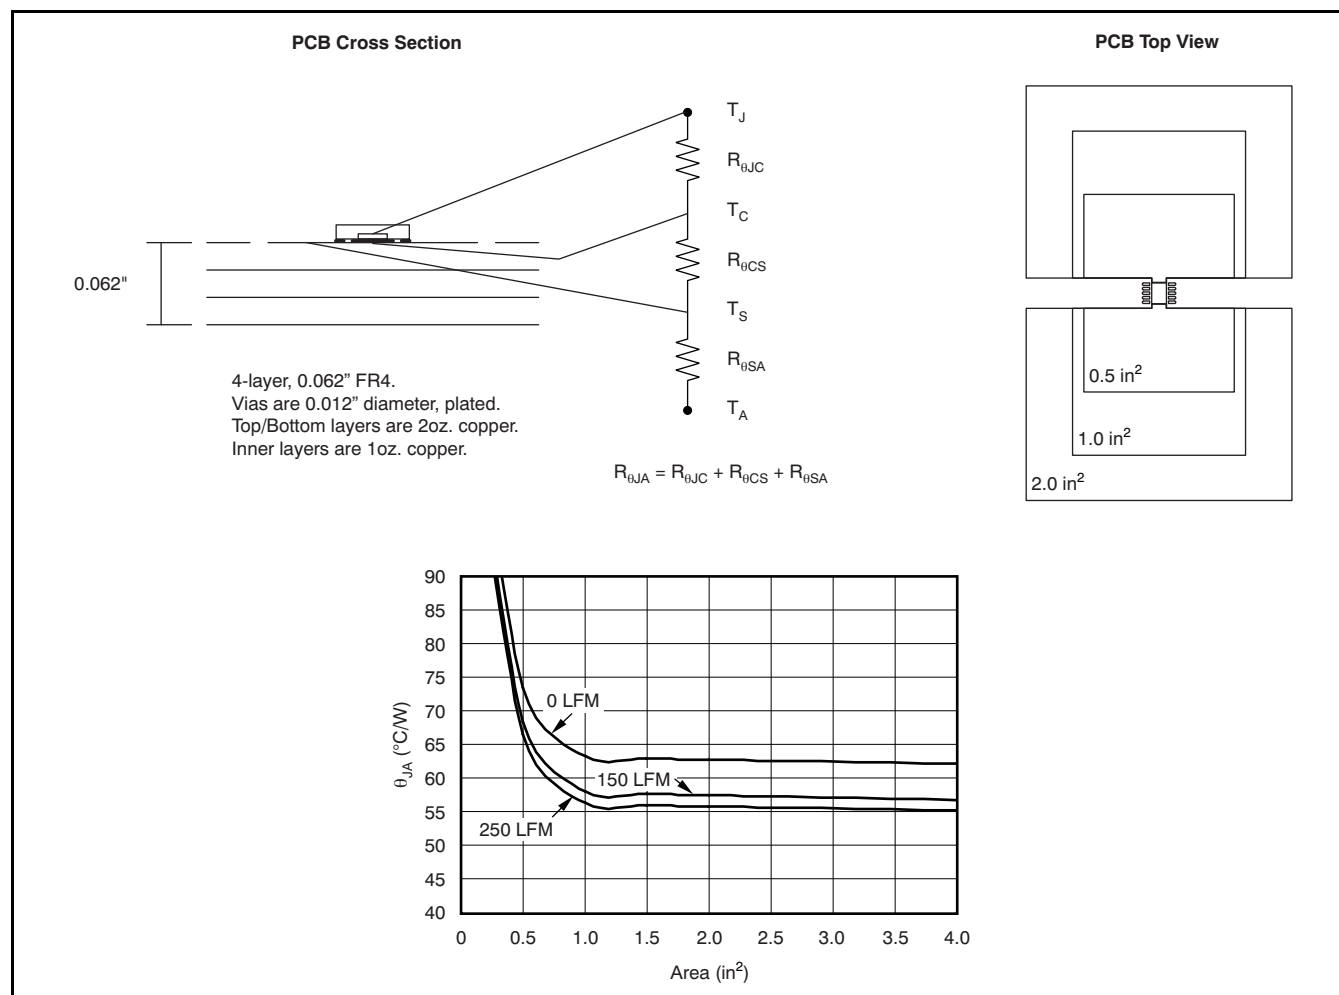 PCB Cross Section
PCB Top View
T_J
R_θJC
T_C
R_θCS
T_S
R_θSA
T_A
0.062"
4-layer, 0.062” FR4.
Vias are 0.012” diameter, plated.
Top/Bottom layers are 2oz. copper.
Inner layers are 1oz. copper.
R_θJA = R_θJC + R_θCS + R_θSA
0.5 in²
1.0 in²
2.0 in²
90
85
80
75
70
65
60
55
50
45
40
θ_JA (°C/W)
0 LFM
150 LFM
250 LFM
0 0.5 1.0 1.5 2.0 2.5 3.0 3.5 4.0
Area (in²)